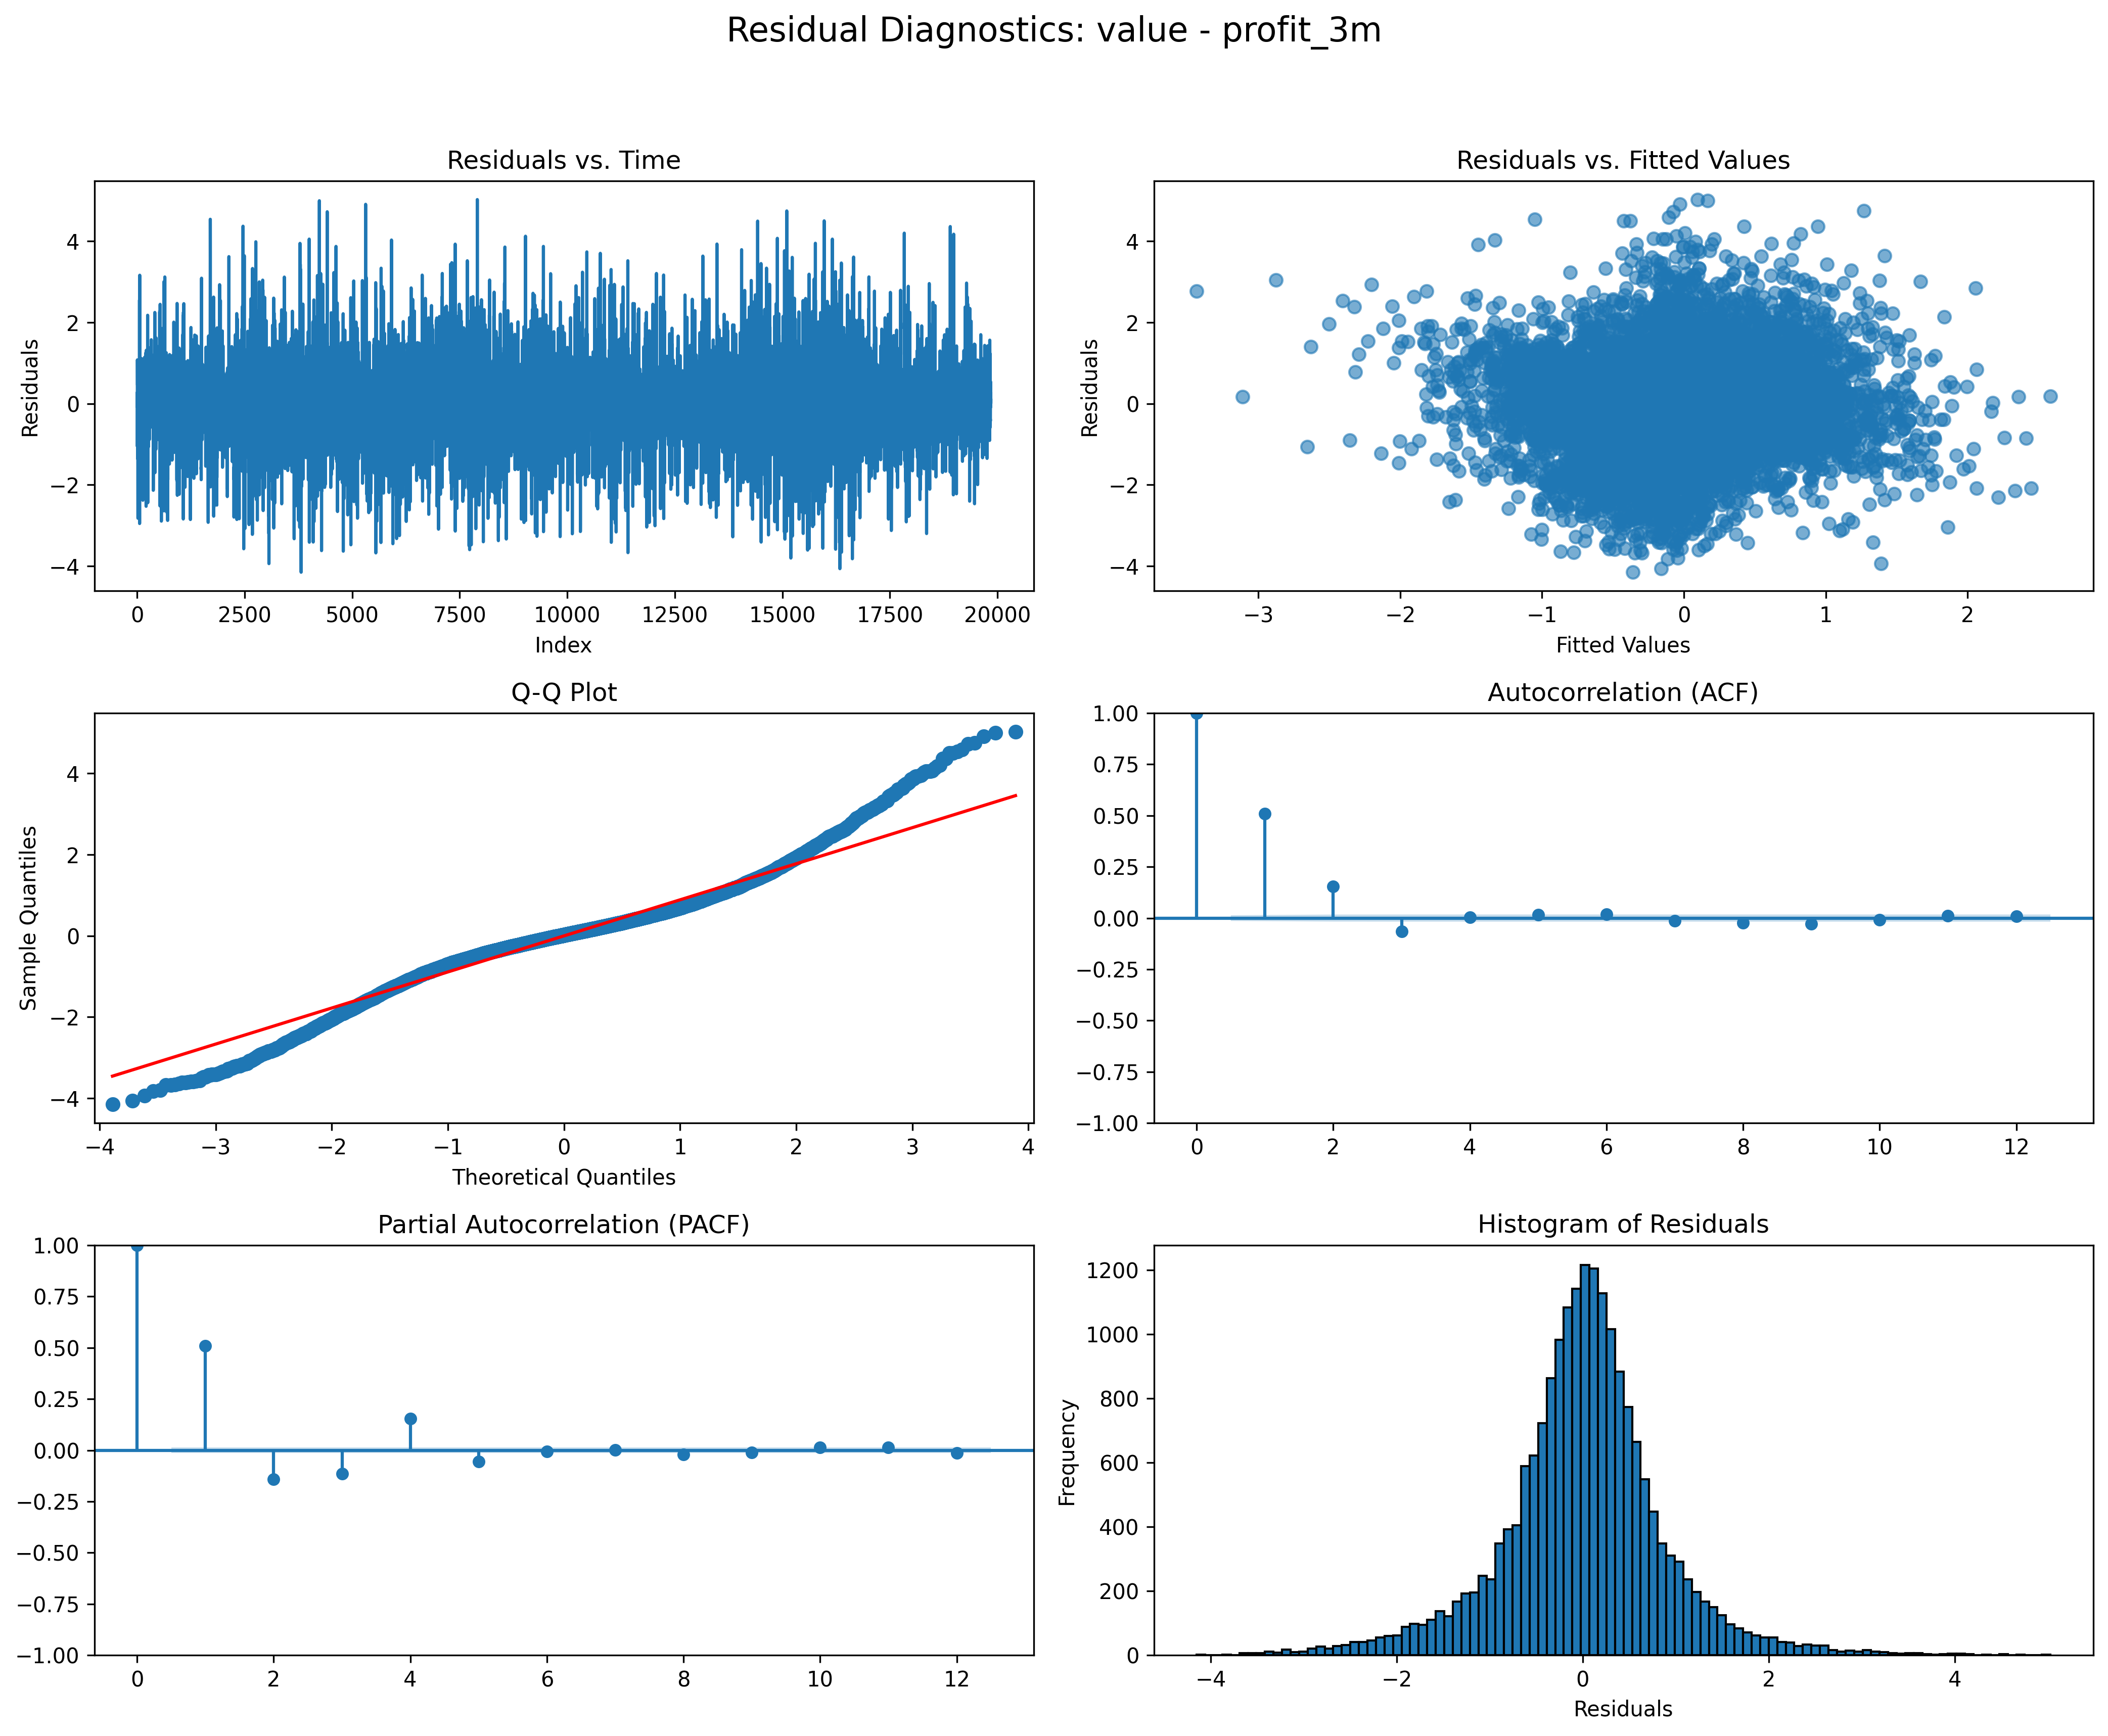 Residual Diagnostics: value - profit_3m
Residuals vs. Time
Residuals
4
2
0
−2
−4
0 2500 5000 7500 10000 12500 15000 17500 20000
Index
Residuals vs. Fitted Values
Residuals
4
2
0
−2
−4
−3 −2 −1 0 1 2
Fitted Values
Q-Q Plot
Sample Quantiles
4
2
0
−2
−4
−4 −3 −2 −1 0 1 2 3 4
Theoretical Quantiles
Autocorrelation (ACF)
1.00
0.75
0.50
0.25
0.00
−0.25
−0.50
−0.75
−1.00
0 2 4 6 8 10 12
Partial Autocorrelation (PACF)
1.00
0.75
0.50
0.25
0.00
−0.25
−0.50
−0.75
−1.00
0 2 4 6 8 10 12
Histogram of Residuals
Frequency
1200
1000
800
600
400
200
0
−4 −2 0 2 4
Residuals